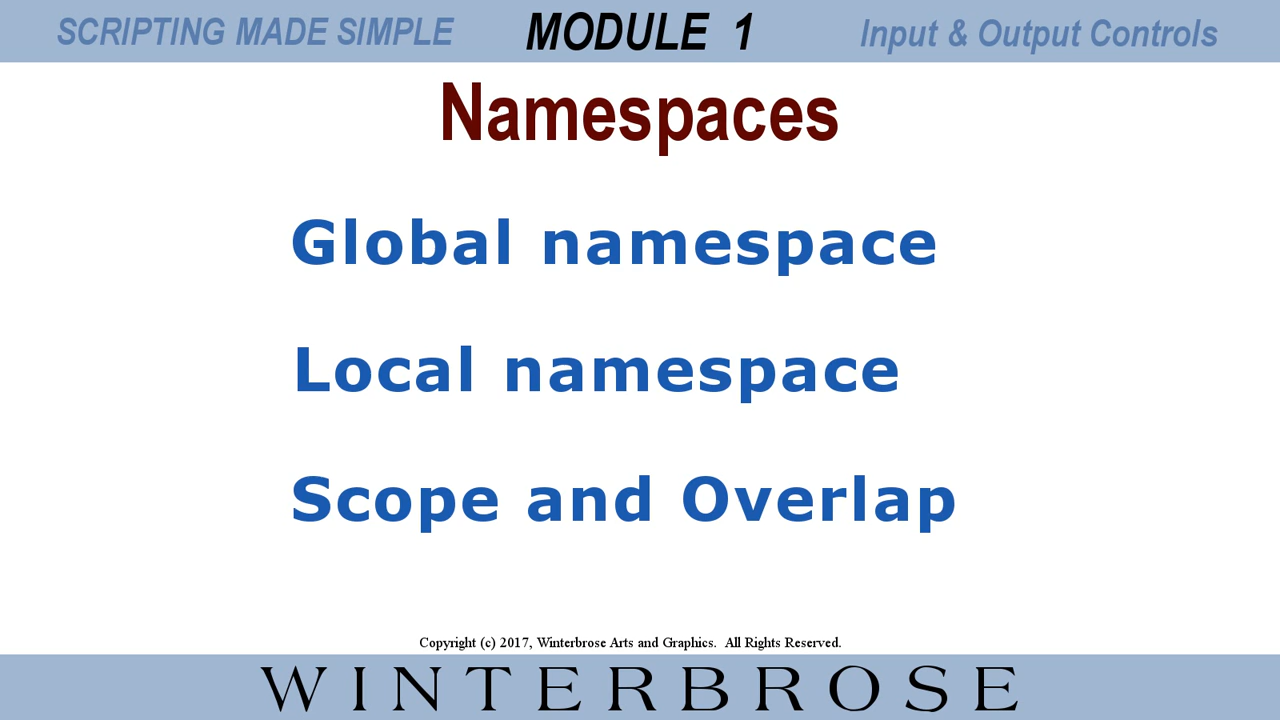 SCRIPTING MADE SIMPLE MODULE 1 Input & Output Controls
Namespaces
Global namespace
Local namespace
Scope and Overlap
Copyright (c) 2017, Winterbrose Arts and Graphics. All Rights Reserved.
WINTERBROSE